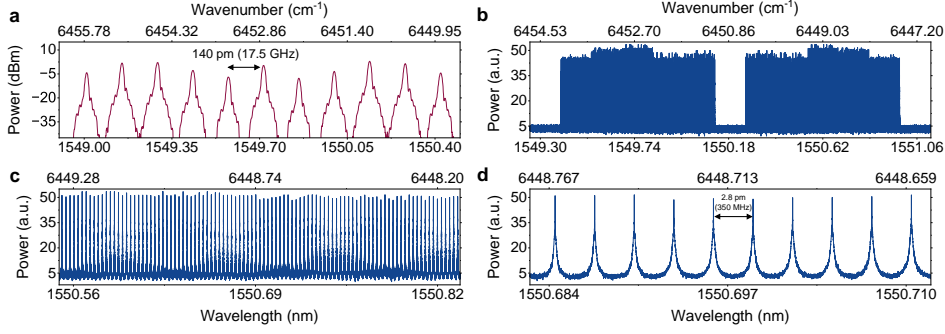 Wavenumber (cm⁻¹)
a
6455.78 6454.32 6452.86 6451.40 6449.95
Power (dBm)
10
−5
−20
−35
140 pm (17.5 GHz)
1549.00 1549.35 1549.70 1550.05 1550.40
Wavenumber (cm⁻¹)
b
6454.53 6452.70 6450.86 6449.03 6447.20
Power (a.u.)
50
35
20
5
1549.30 1549.74 1550.18 1550.62 1551.06
c
6449.28 6448.74 6448.20
Power (a.u.)
50
35
20
5
1550.56 1550.69 1550.82
Wavelength (nm)
d
6448.767 6448.713 6448.659
Power (a.u.)
50
35
20
5
2.8 pm
(350 MHz)
1550.684 1550.697 1550.710
Wavelength (nm)